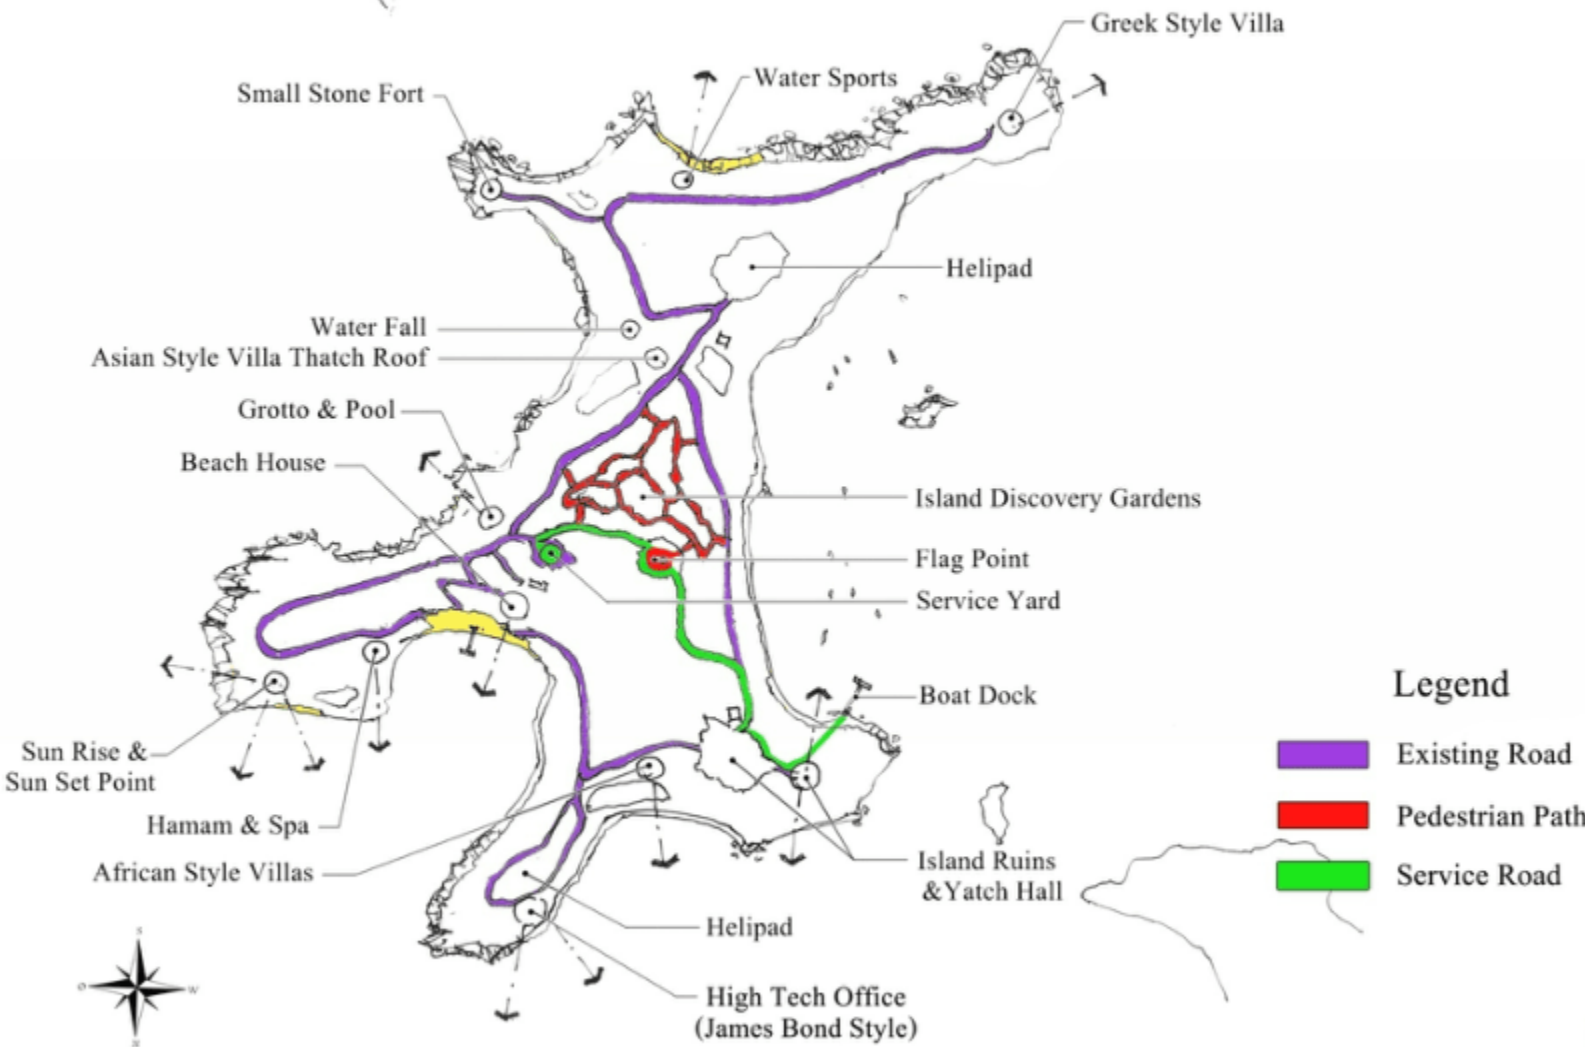 Greek Style Villa
Water Sports
Small Stone Fort
Helipad
Water Fall
Asian Style Villa Thatch Roof
Grotto & Pool
Beach House
Island Discovery Gardens
Flag Point
Service Yard
Boat Dock
Sun Rise &
Sun Set Point
Hamam & Spa
African Style Villas
Island Ruins
&Yatch Hall
Helipad
High Tech Office
(James Bond Style)
Legend
Existing Road
Pedestrian Path
Service Road
S
O
W
N